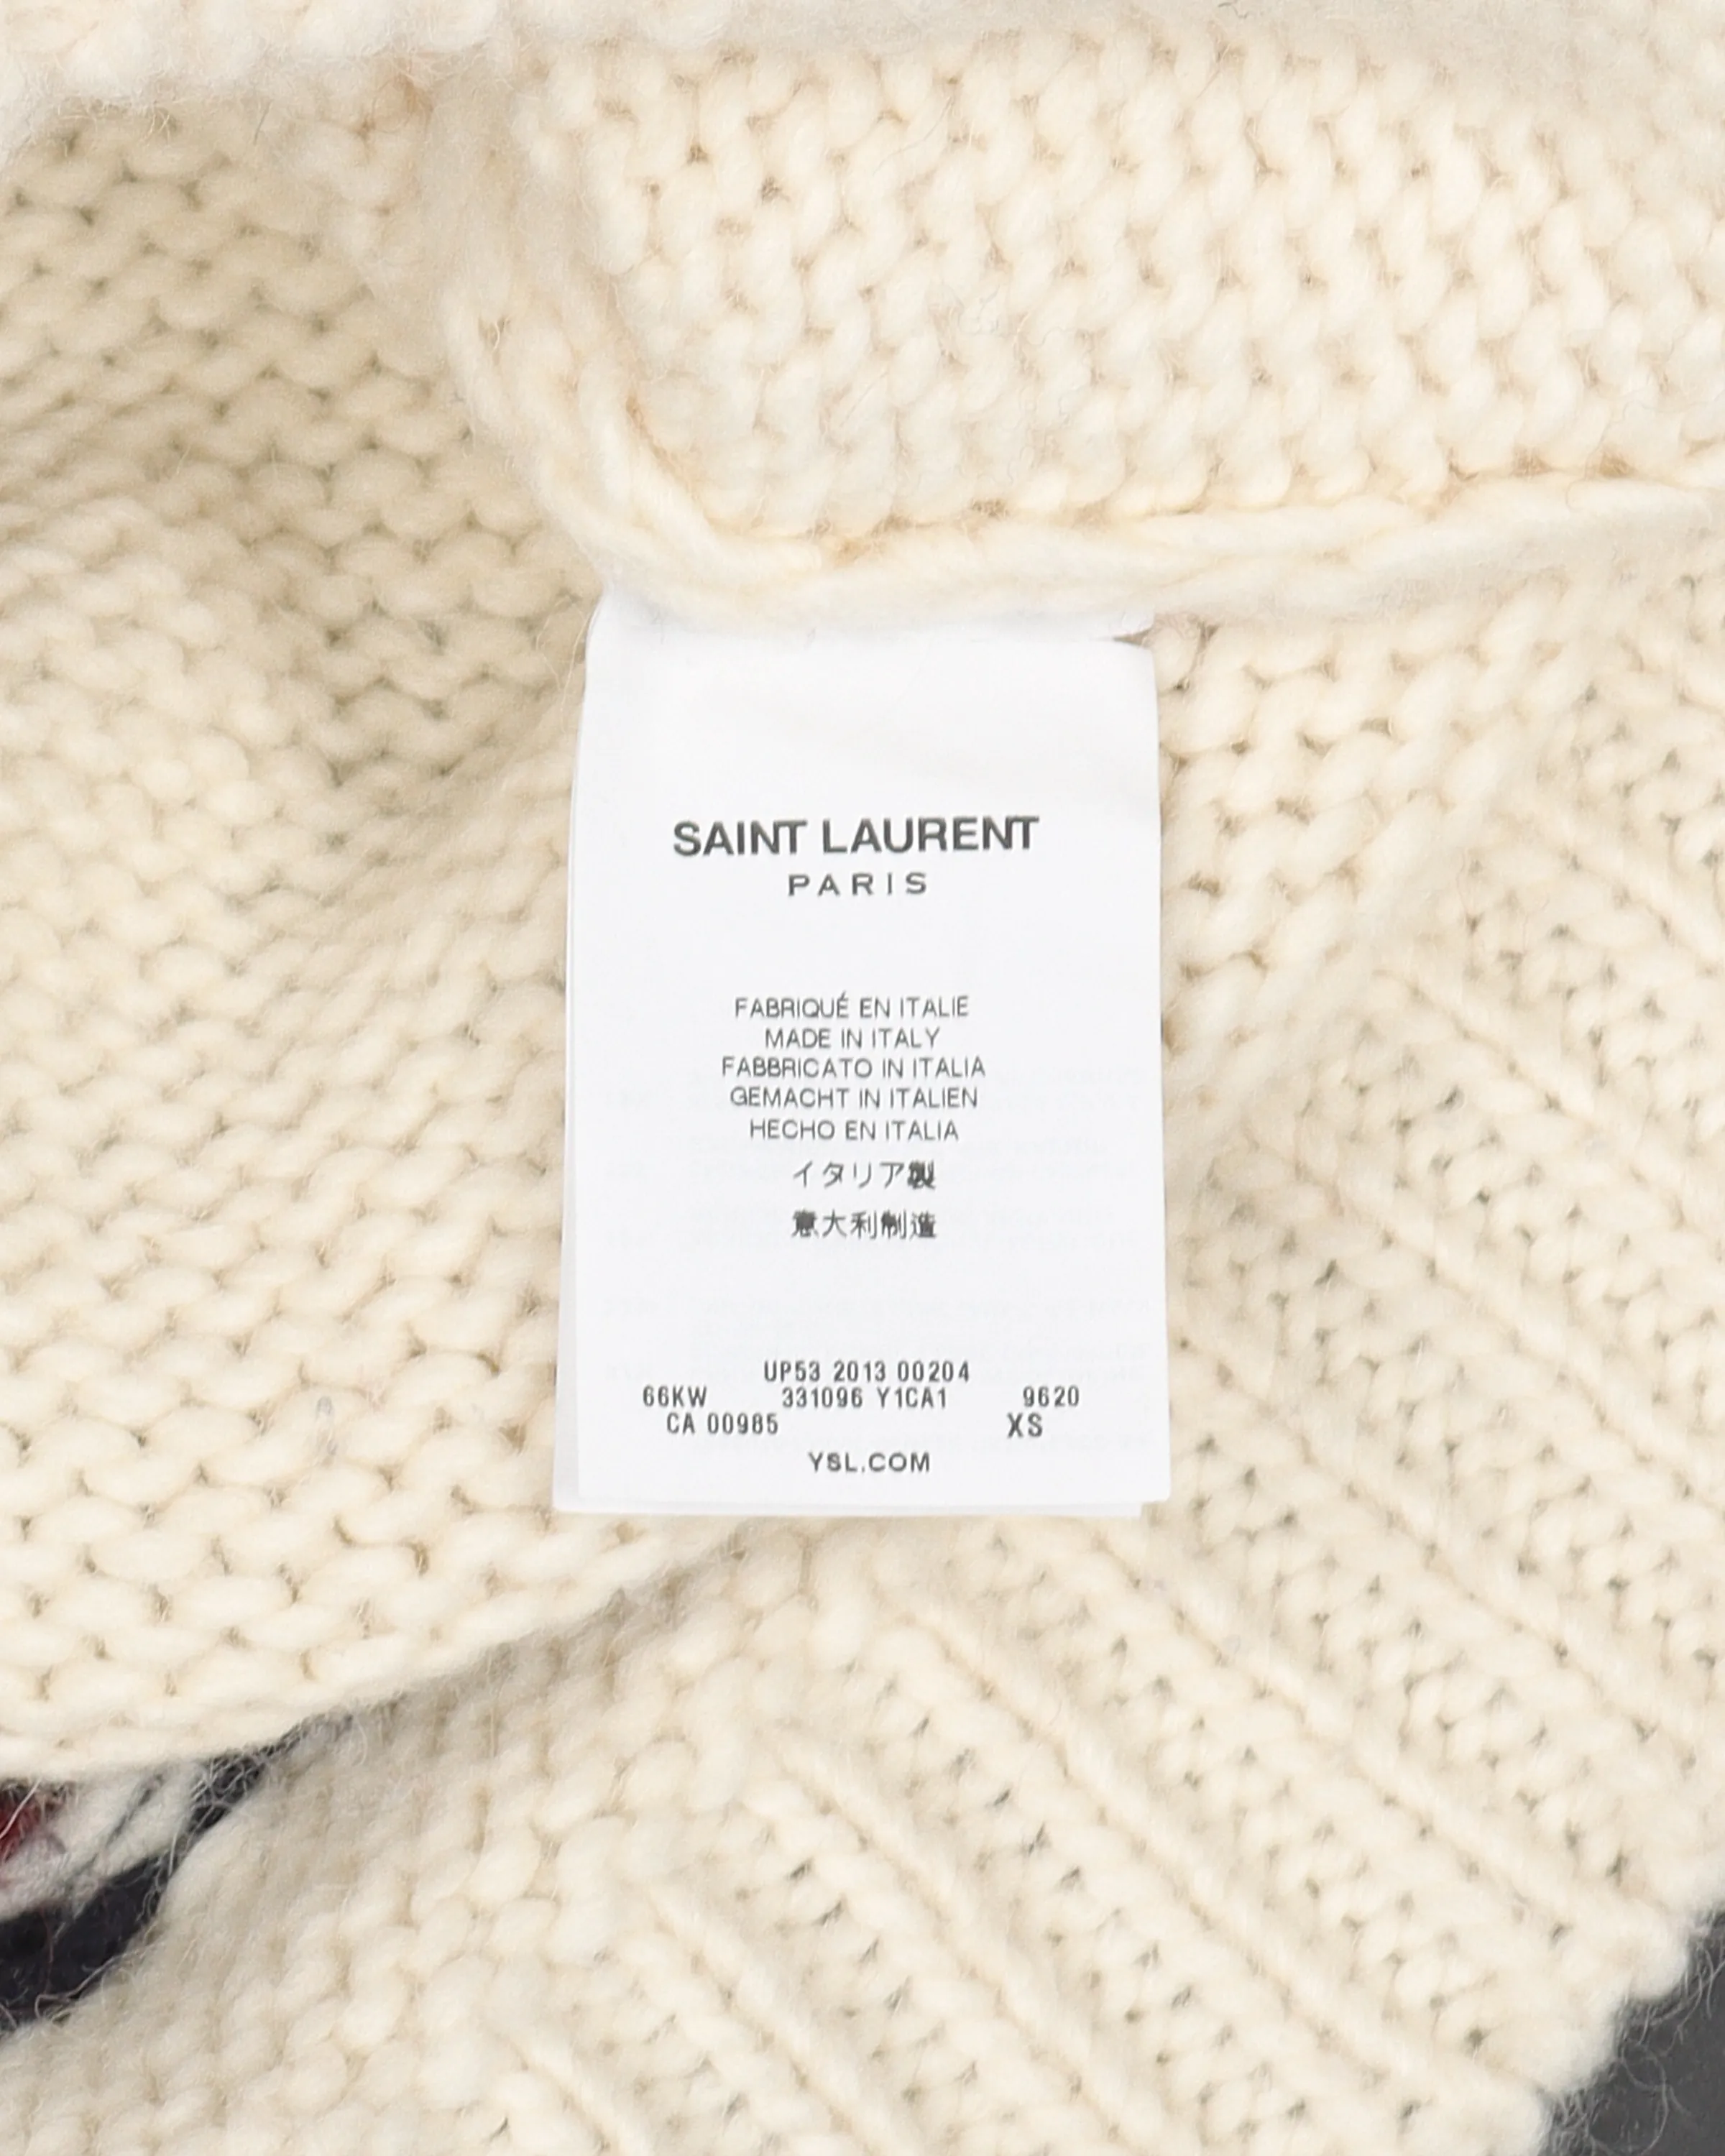 SAINT LAURENT
PARIS
FABRIQUÉ EN ITALIE
MADE IN ITALY
FABBRICATO IN ITALIA
GEMACHT IN ITALIEN
HECHO EN ITALIA
イタリア製
意大利制造
UP53 2013 00204
66KW 331096 Y1CA1 9620
CA 00985 XS
YSL.COM